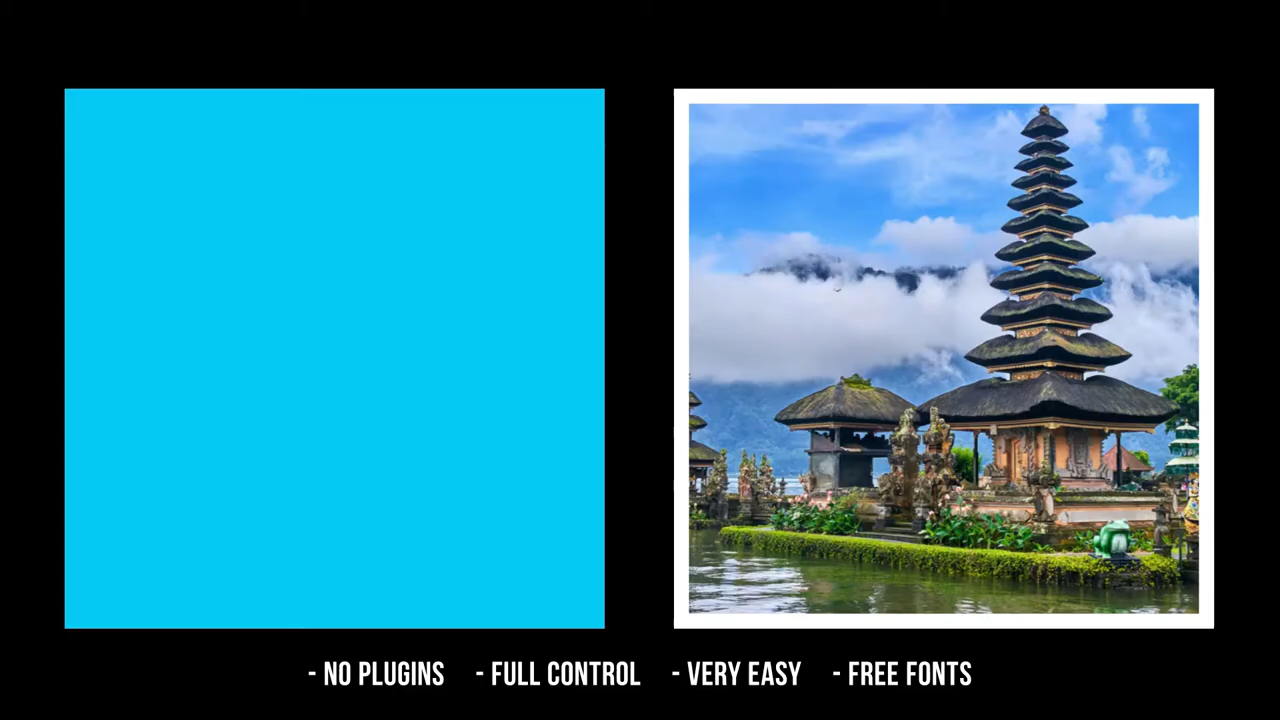 - NO PLUGINS - FULL CONTROL - VERY EASY - FREE FONTS